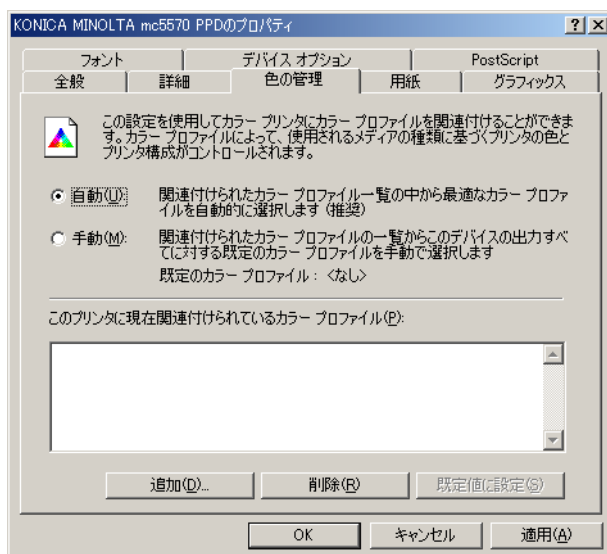 KONICA MINOLTA mc5570 PPDのプロパティ
フォント
デバイス オプション
PostScript
全般
詳細
色の管理
用紙
グラフィックス
この設定を使用してカラー プリンタにカラー プロファイルを関連付けることができま
す。カラー プロファイルによって、使用されるメディアの種類に基づくプリンタの色と
プリンタ構成がコントロールされます。
自動(U):
関連付けられたカラー プロファイル一覧の中から最適なカラー プロファ
イルを自動的に選択します (推奨)
手動(M):
関連付けられたカラー プロファイルの一覧からこのデバイスの出力すべ
てに対する既定のカラー プロファイルを手動で選択します
既定のカラー プロファイル : <なし>
このプリンタに現在関連付けられているカラー プロファイル(P):
追加(D)...
削除(R)
既定値に設定(S)
OK
キャンセル
適用(A)